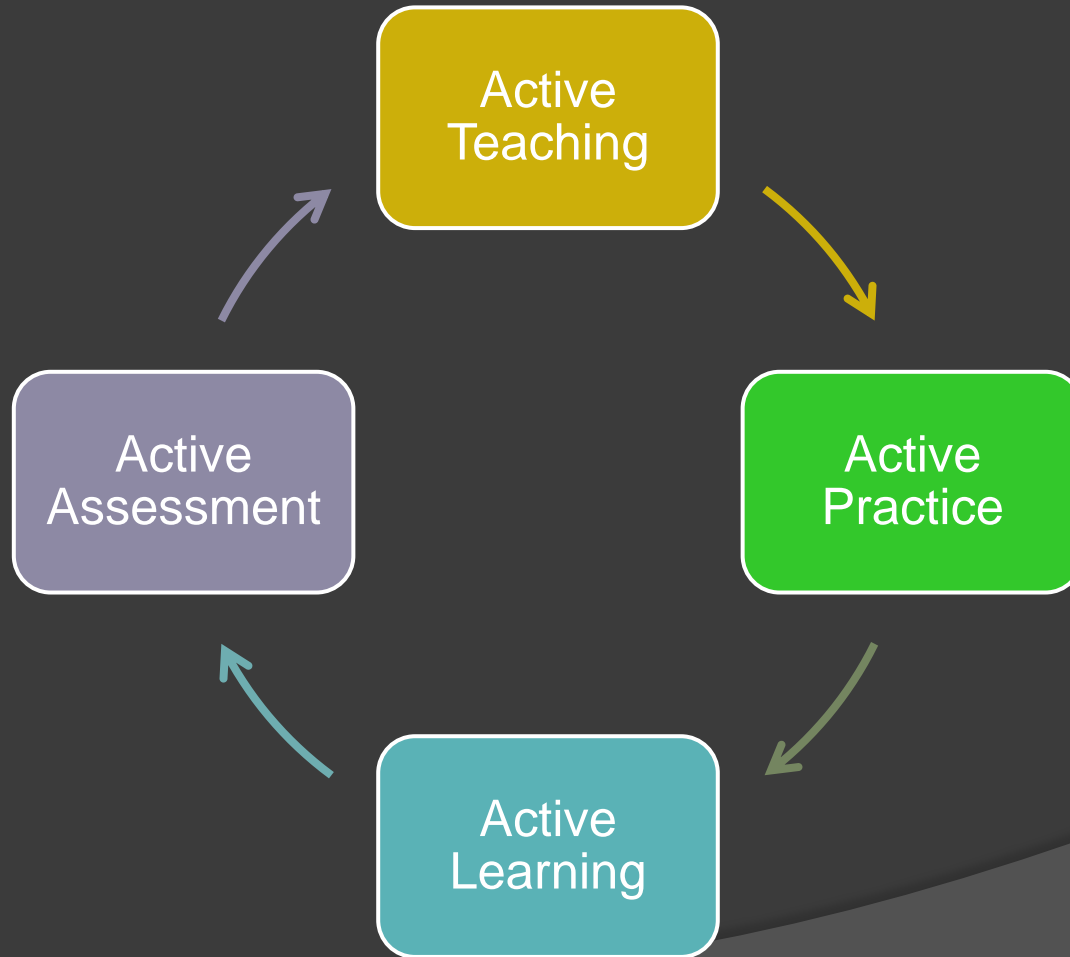 Active
Teaching
Active
Assessment
Active
Practice
Active
Learning